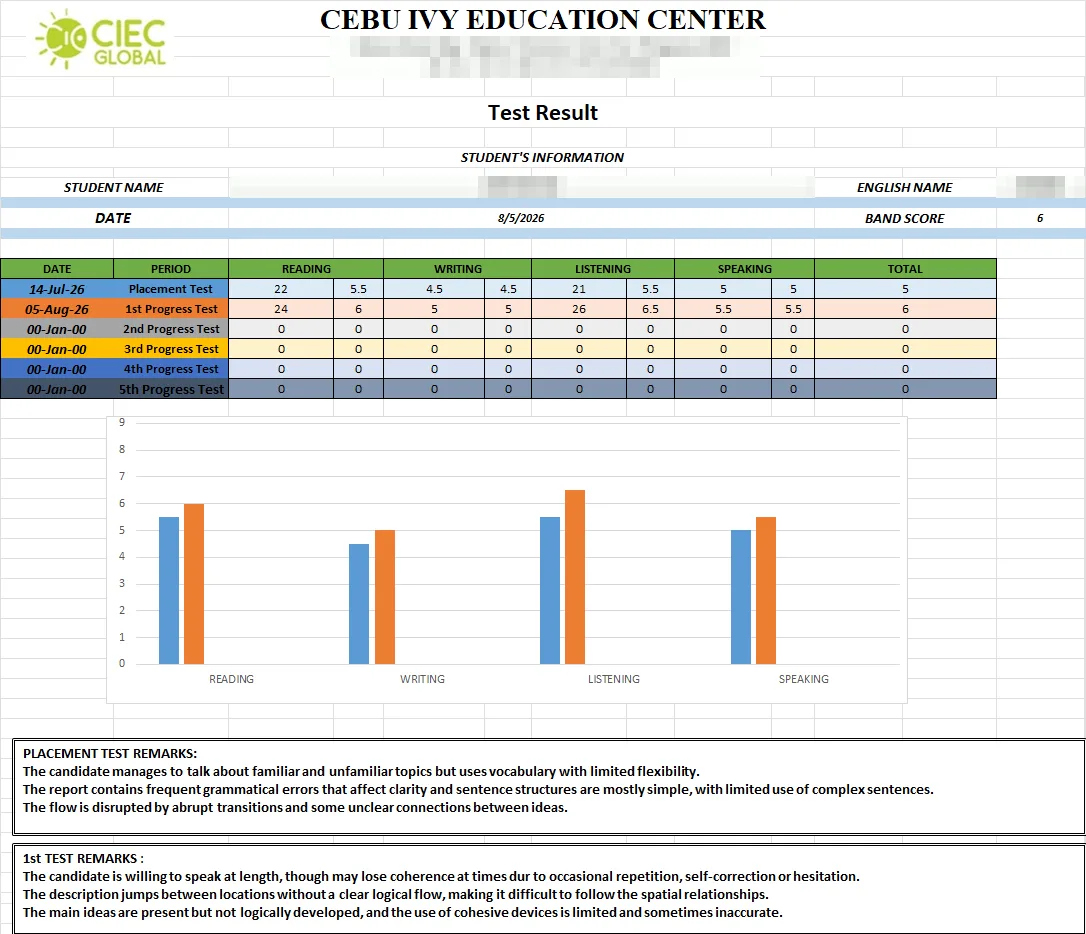 CEBU IVY EDUCATION CENTER
CIEC
GLOBAL
Test Result
STUDENT'S INFORMATION
STUDENT NAME ENGLISH NAME
DATE 8/5/2026 BAND SCORE 6
DATE PERIOD READING WRITING LISTENING SPEAKING TOTAL
14-Jul-26 Placement Test 22 5.5 4.5 4.5 21 5.5 5 5 5
05-Aug-26 1st Progress Test 24 6 5 5 26 6.5 5.5 5.5 6
00-Jan-00 2nd Progress Test 0 0 0 0 0 0 0 0 0
00-Jan-00 3rd Progress Test 0 0 0 0 0 0 0 0 0
00-Jan-00 4th Progress Test 0 0 0 0 0 0 0 0 0
00-Jan-00 5th Progress Test 0 0 0 0 0 0 0 0 0
9
8
7
6
5
4
3
2
1
0
READING WRITING LISTENING SPEAKING
PLACEMENT TEST REMARKS:
The candidate manages to talk about familiar and unfamiliar topics but uses vocabulary with limited flexibility.
The report contains frequent grammatical errors that affect clarity and sentence structures are mostly simple, with limited use of complex sentences.
The flow is disrupted by abrupt transitions and some unclear connections between ideas.
1st TEST REMARKS :
The candidate is willing to speak at length, though may lose coherence at times dur to occasional repetition, self-correction or hesitation.
The description jumps between locations without a clear logical flow, making it difficult to follow the spatial relationships.
The main ideas are present but not logically developed, and the use of cohesive devices is limited and sometimes inaccurate.